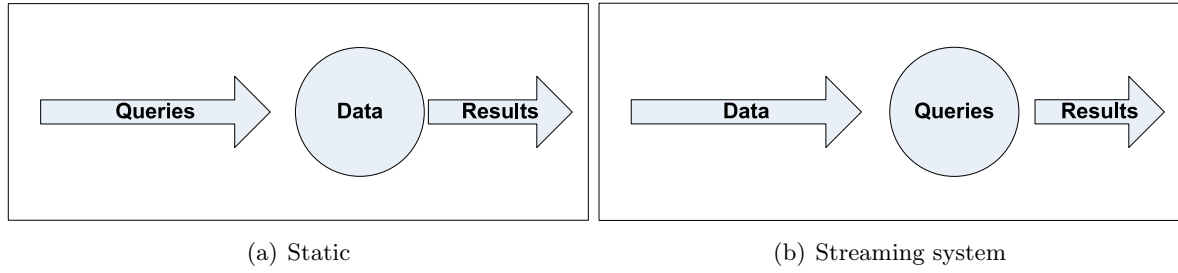 Queries
Data
Results
Data
Queries
Results
(a) Static
(b) Streaming system